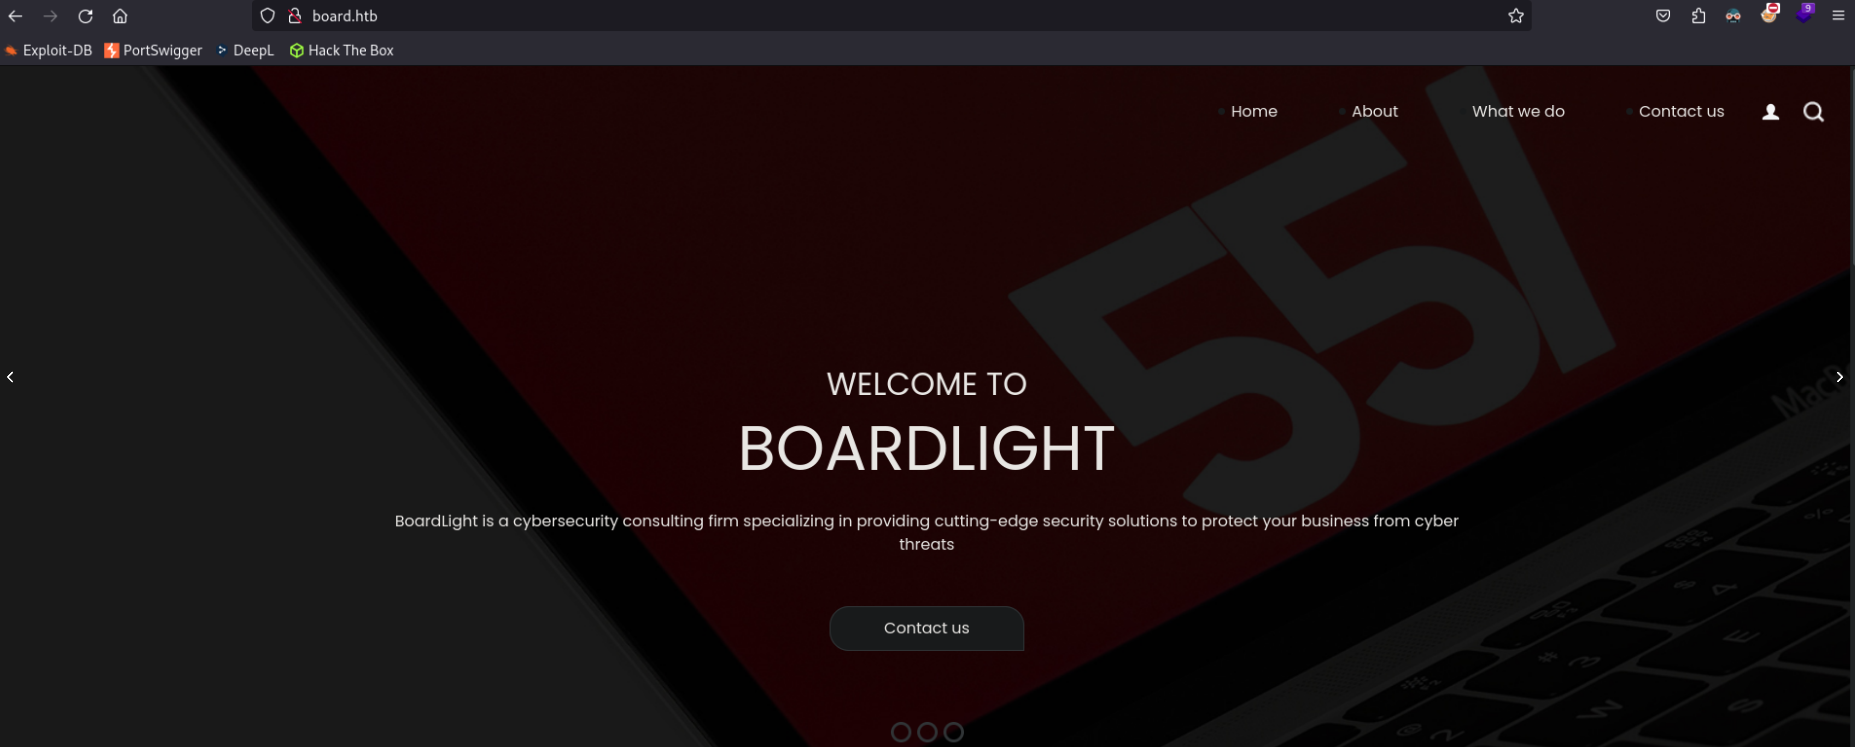 board.htb
9
Exploit-DB PortSwigger DeepL Hack The Box
Home About What we do Contact us
55/
WELCOME TO
BOARDLIGHT
BoardLight is a cybersecurity consulting firm specializing in providing cutting-edge security solutions to protect your business from cyber
threats
Contact us